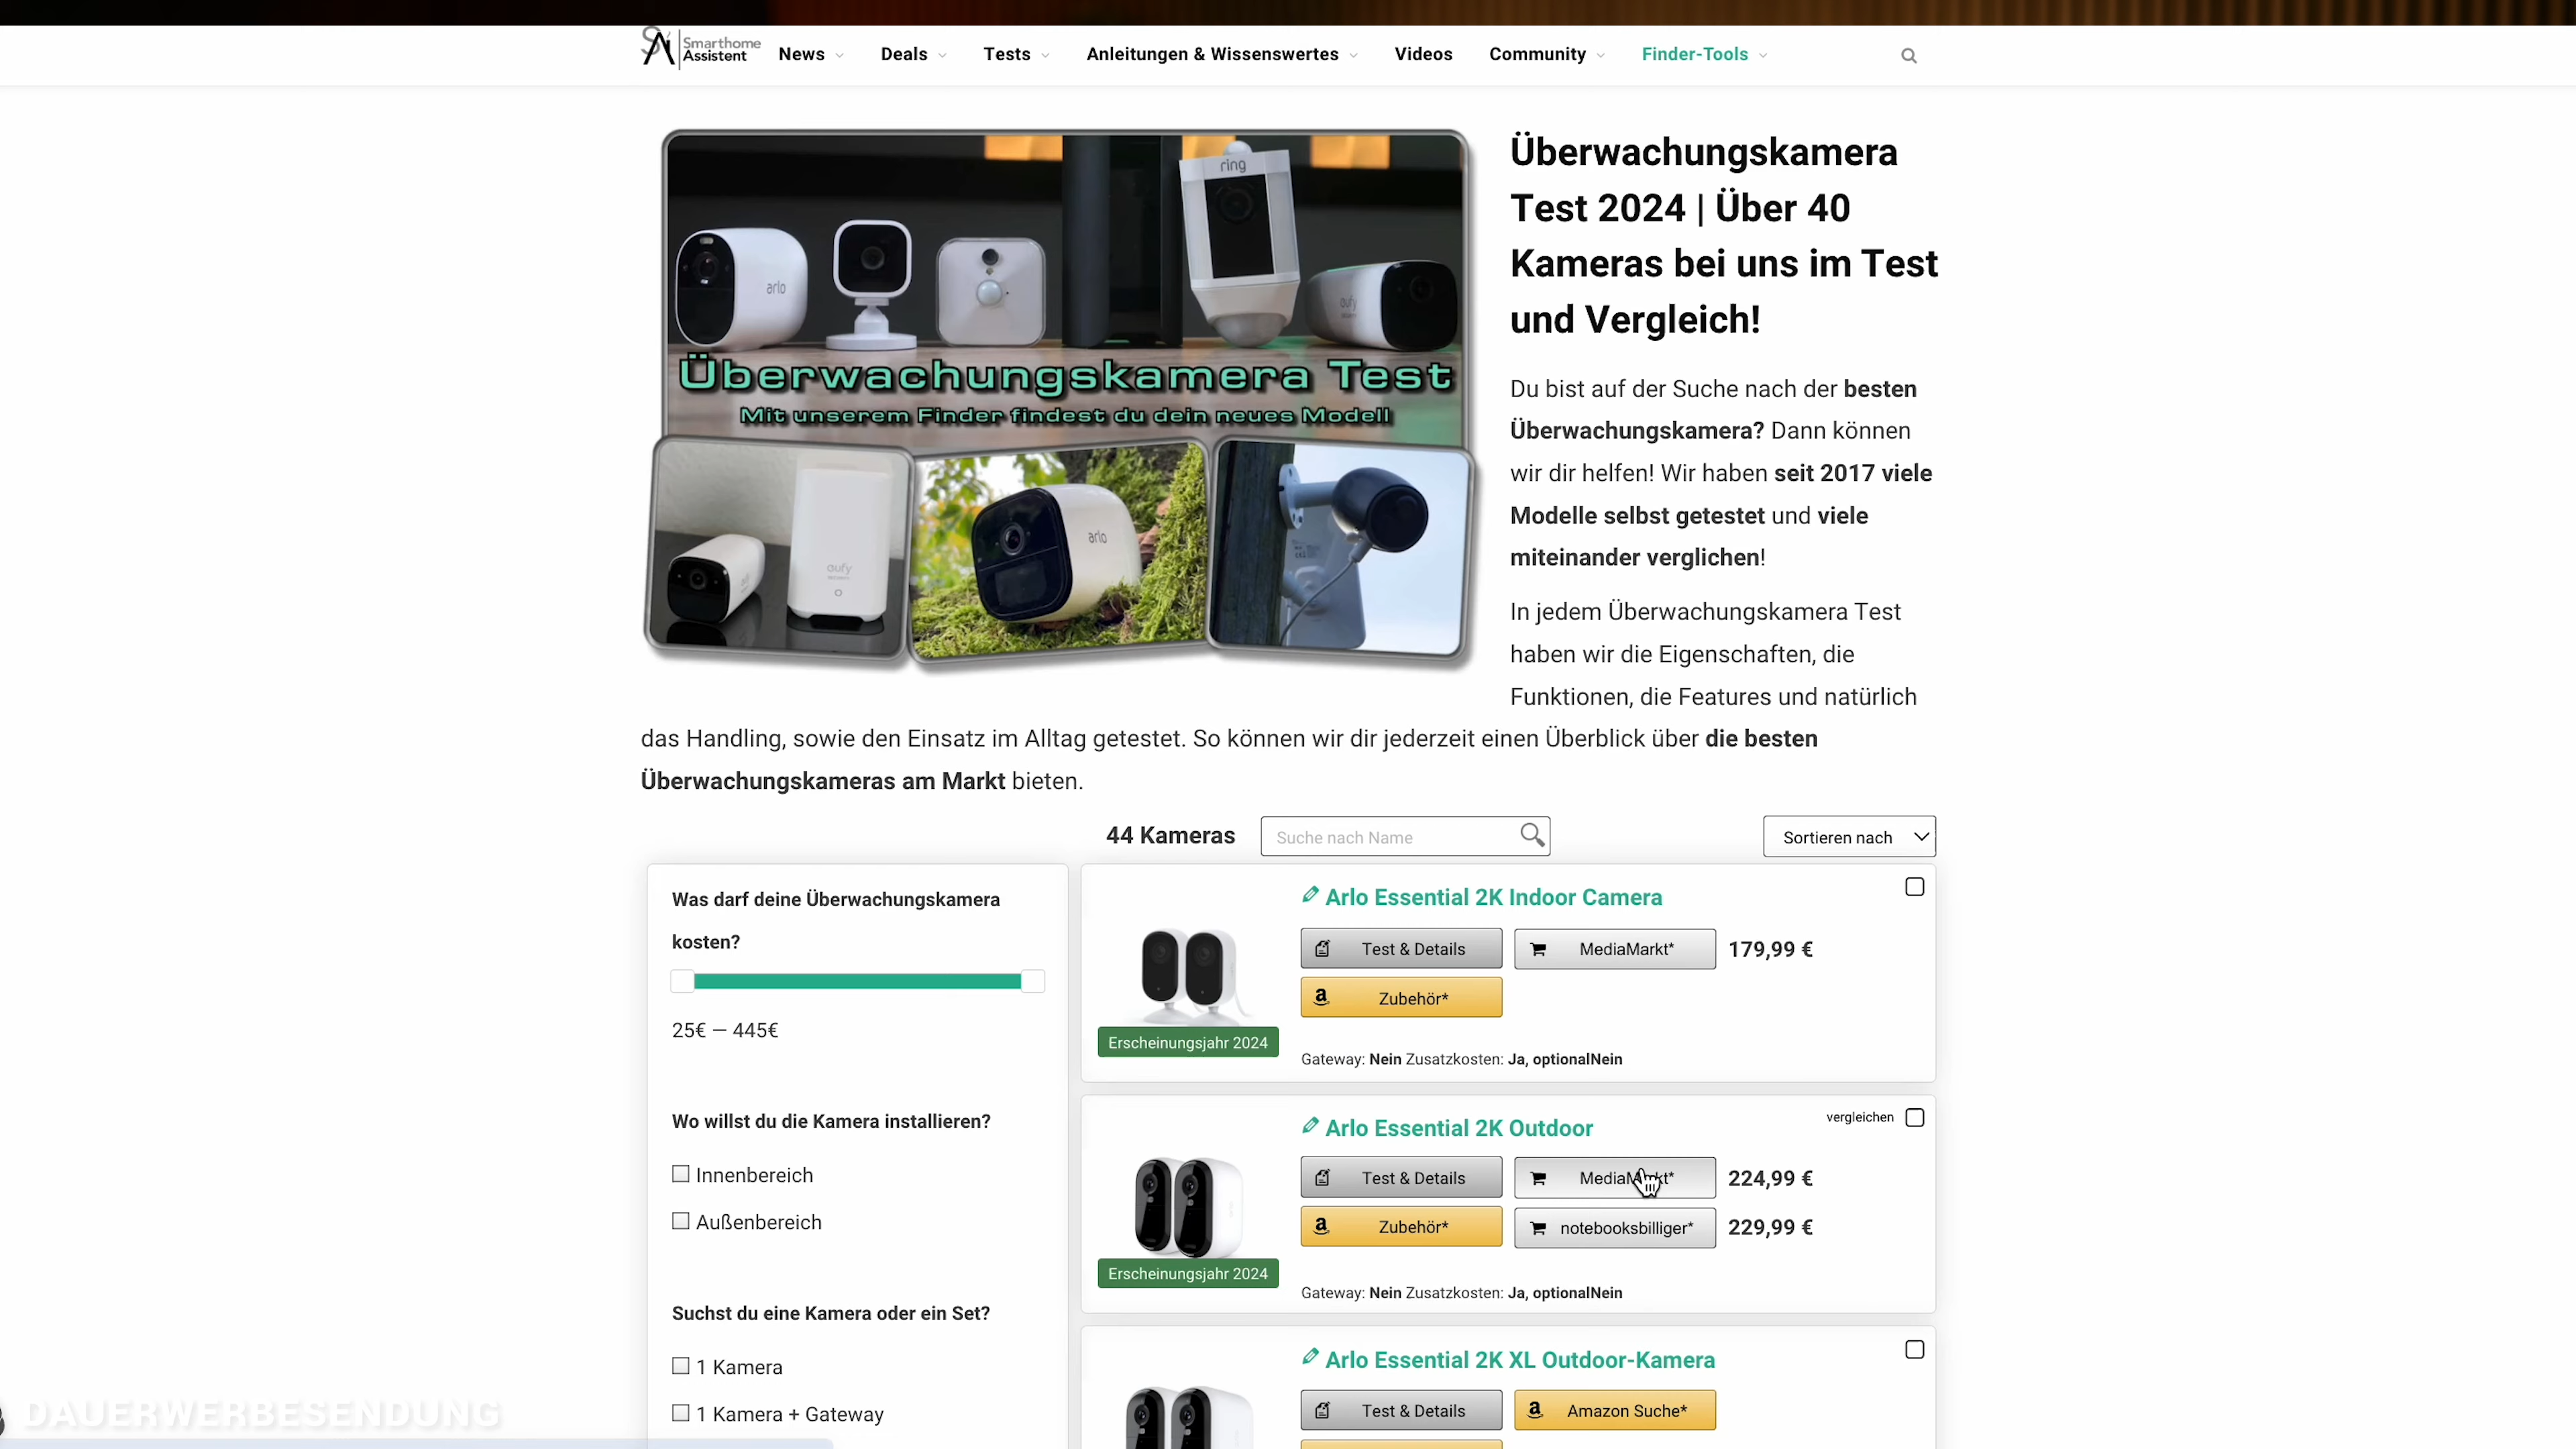 SA Smarthome
Assistent
News
Deals
Tests
Anleitungen & Wissenswertes
Videos
Community
Finder-Tools
ring
arlo
eufy
Überwachungskamera Test
Mit unserem Finder findest du dein neues Modell
eufy
arlo
Überwachungskamera
Test 2024 | Über 40
Kameras bei uns im Test
und Vergleich!
Du bist auf der Suche nach der besten
Überwachungskamera? Dann können
wir dir helfen! Wir haben seit 2017 viele
Modelle selbst getestet und viele
miteinander verglichen!
In jedem Überwachungskamera Test
haben wir die Eigenschaften, die
Funktionen, die Features und natürlich
das Handling, sowie den Einsatz im Alltag getestet. So können wir dir jederzeit einen Überblick über die besten
Überwachungskameras am Markt bieten.
44 Kameras
Suche nach Name
Sortieren nach
Was darf deine Überwachungskamera
kosten?
25€ — 445€
Wo willst du die Kamera installieren?
Innenbereich
Außenbereich
Suchst du eine Kamera oder ein Set?
1 Kamera
1 Kamera + Gateway
Arlo Essential 2K Indoor Camera
Test & Details
MediaMarkt*
179,99 €
Zubehör*
Erscheinungsjahr 2024
Gateway: Nein Zusatzkosten: Ja, optionalNein
Arlo Essential 2K Outdoor
vergleichen
Test & Details
MediaMarkt*
224,99 €
Zubehör*
notebooksbilliger*
229,99 €
Erscheinungsjahr 2024
Gateway: Nein Zusatzkosten: Ja, optionalNein
Arlo Essential 2K XL Outdoor-Kamera
Test & Details
Amazon Suche*
DAUERWERBESENDUNG